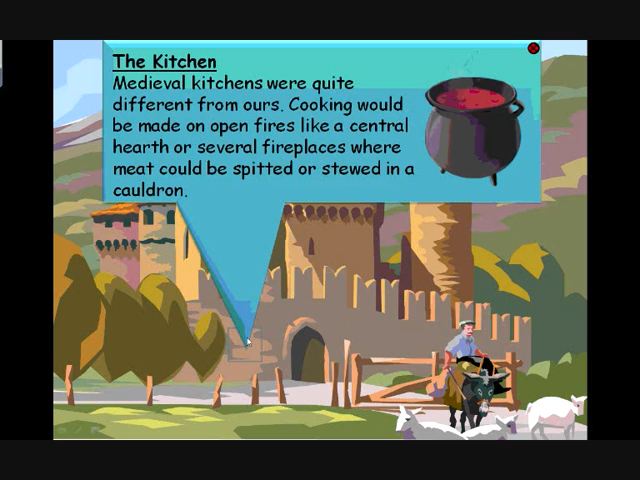 The Kitchen
Medieval kitchens were quite
different from ours. Cooking would
be made on open fires like a central
hearth or several fireplaces where
meat could be spitted or stewed in a
cauldron.